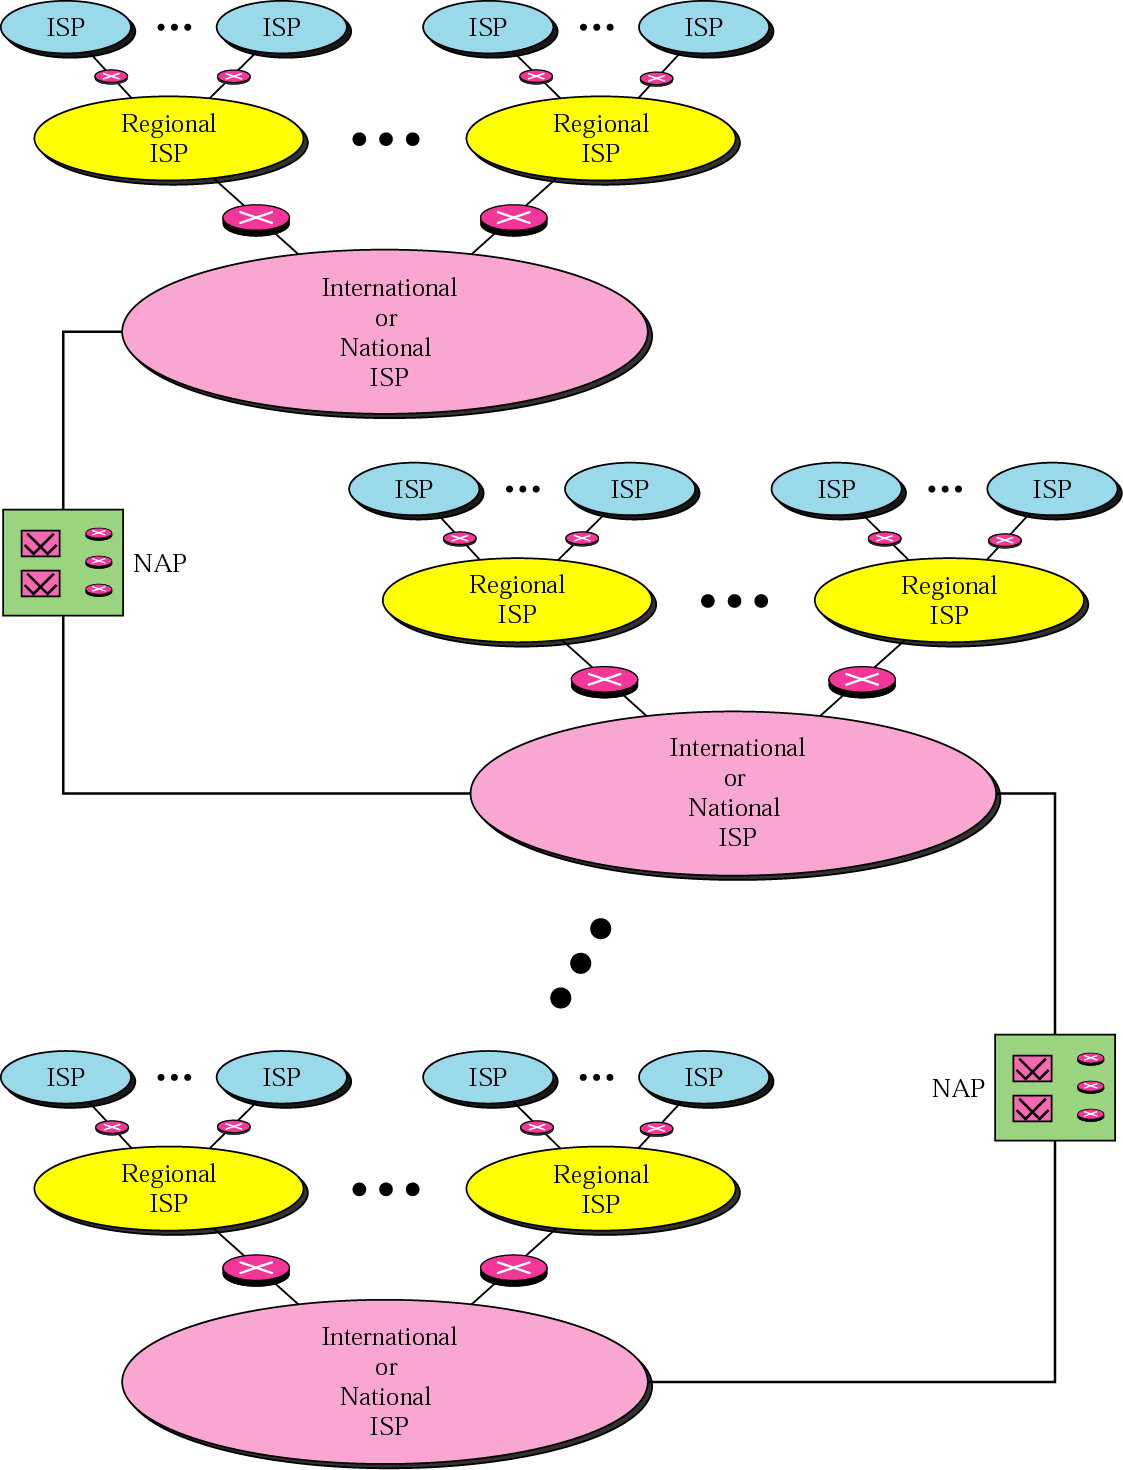 ISP
ISP
ISP
ISP
Regional
ISP
Regional
ISP
International
or
National
ISP
ISP
ISP
ISP
ISP
NAP
Regional
ISP
Regional
ISP
International
or
National
ISP
ISP
ISP
ISP
ISP
NAP
Regional
ISP
Regional
ISP
International
or
National
ISP